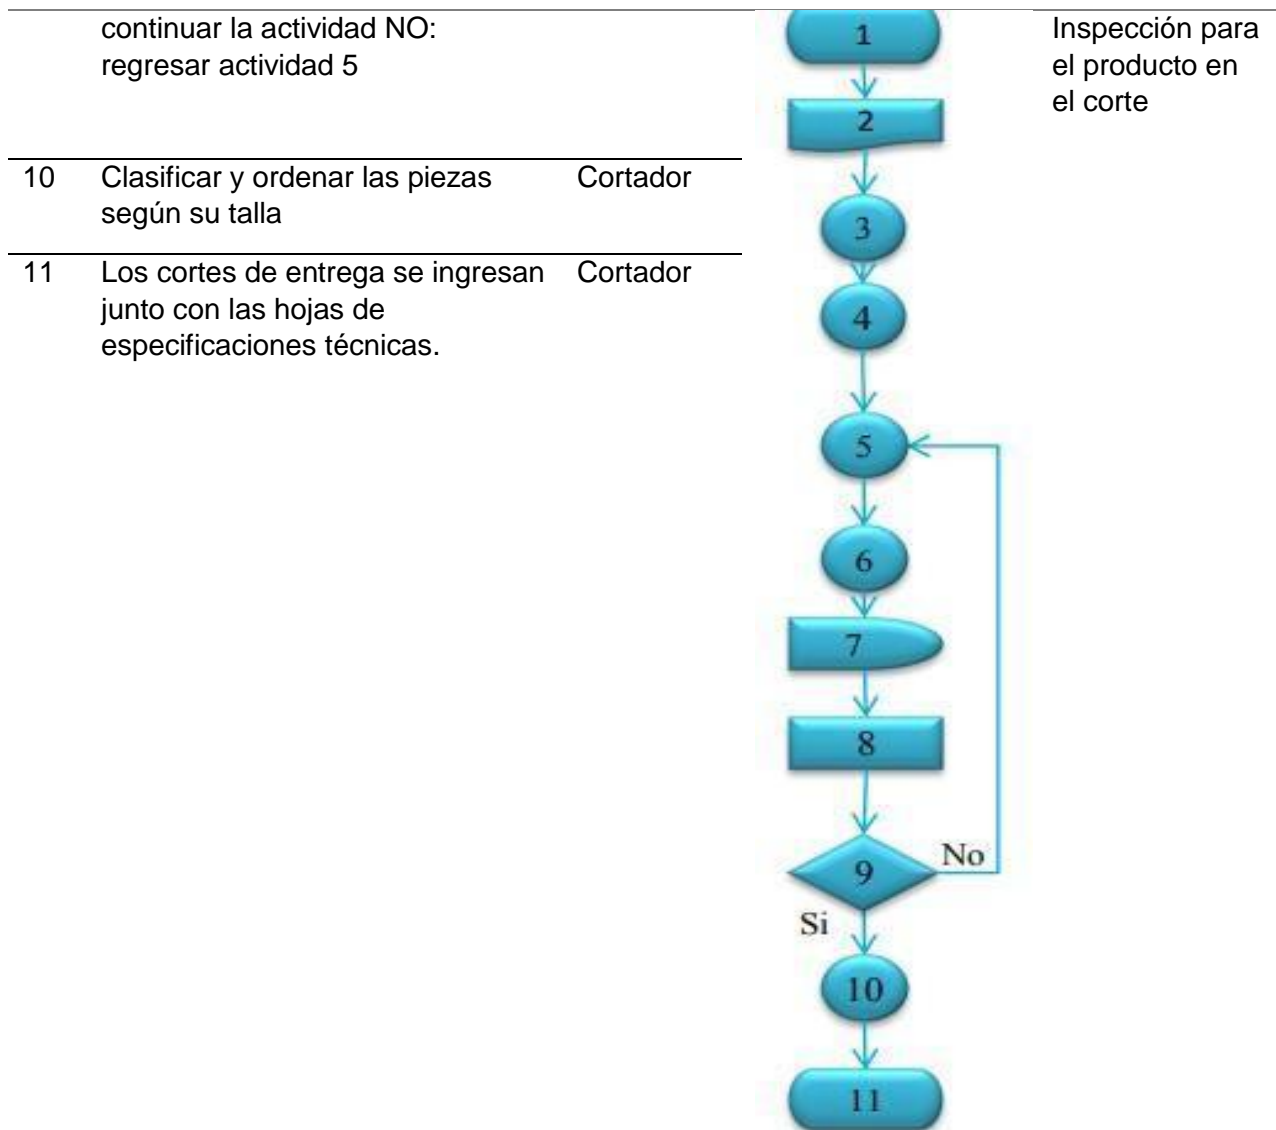 continuar la actividad NO:
regresar actividad 5
10 Clasificar y ordenar las piezas Cortador
según su talla
11 Los cortes de entrega se ingresan Cortador
junto con las hojas de
especificaciones técnicas.
1
2
3
4
5
6
7
8
9
No
Si
10
11
Inspección para
el producto en
el corte